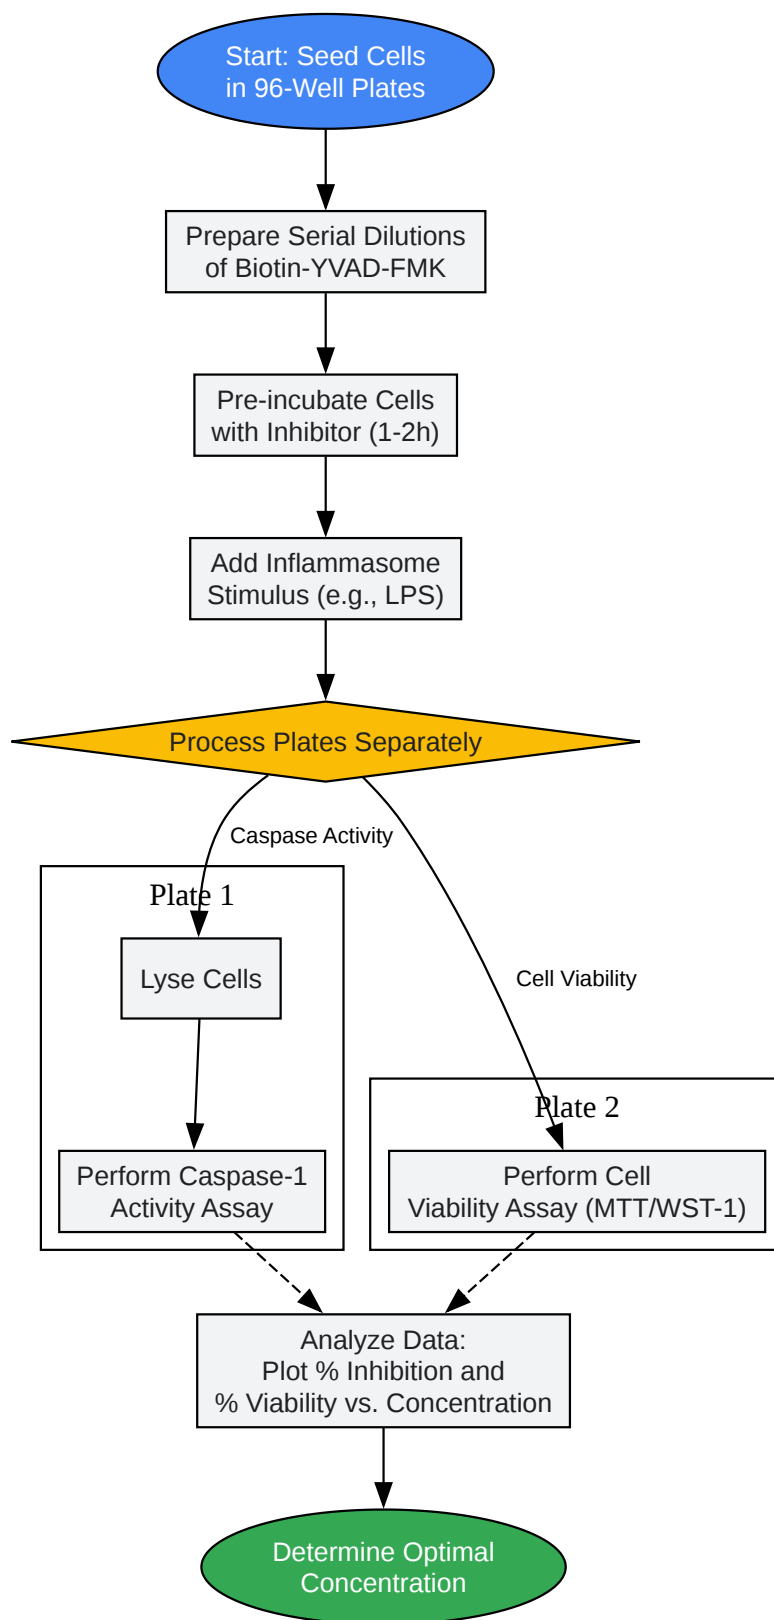 Start: Seed Cells
in 96-Well Plates
Prepare Serial Dilutions
of Biotin-YVAD-FMK
Pre-incubate Cells
with Inhibitor (1-2h)
Add Inflammasome
Stimulus (e.g., LPS)
Process Plates Separately
Caspase Activity
Plate 1
Lyse Cells
Cell Viability
Plate 2
Perform Caspase-1
Activity Assay
Perform Cell
Viability Assay (MTT/WST-1)
Analyze Data:
Plot % Inhibition and
% Viability vs. Concentration
Determine Optimal
Concentration